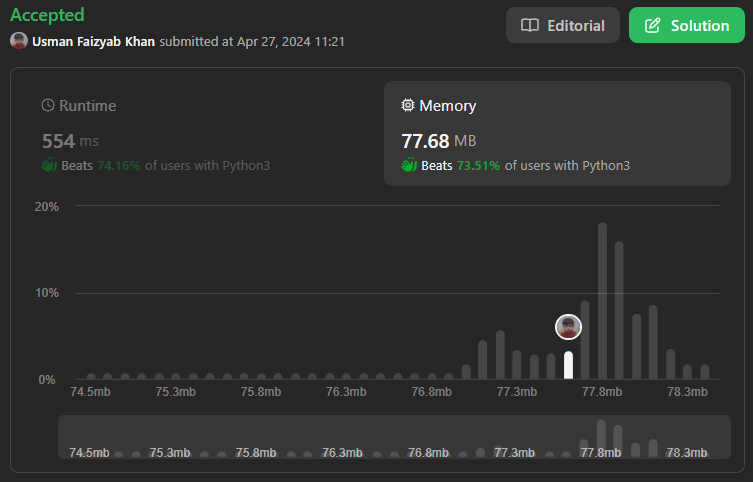 Accepted
Editorial
Solution
Usman Faizyab Khan submitted at Apr 27, 2024 11:21
Runtime
554 ms
Beats 74.16% of users with Python3
Memory
77.68 MB
Beats 73.51% of users with Python3
20%
10%
0%
74.5mb 75.3mb 75.8mb 76.3mb 76.8mb 77.3mb 77.8mb 78.3mb
74.5mb 75.3mb 75.8mb 76.3mb 76.8mb 77.3mb 77.8mb 78.3mb